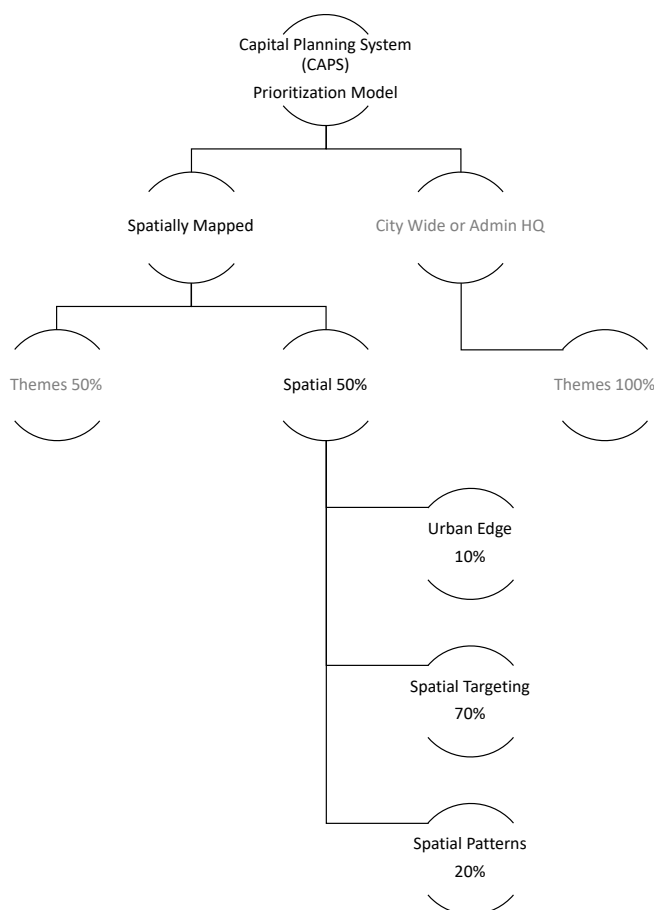 Capital Planning System
(CAPS)
Prioritization Model
Spatially Mapped
City Wide or Admin HQ
Themes 50%
Spatial 50%
Themes 100%
Urban Edge
10%
Spatial Targeting
70%
Spatial Patterns
20%